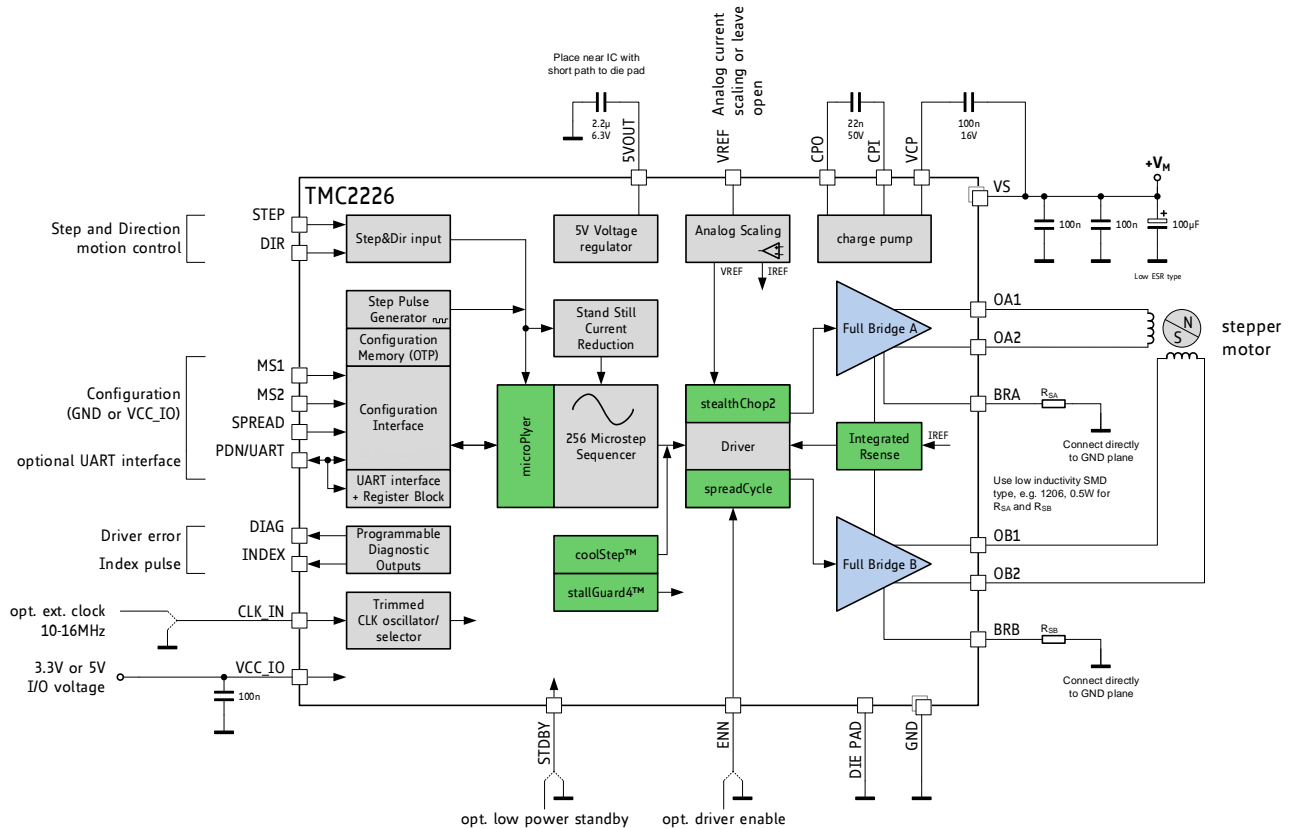 Place near IC with
short path to die pad
2.2µ
6.3V
5VOUT
VREF
Analog current
scaling or leave
open
22n
50V
CPO
CPI
VCP
100n
16V
+VM
VS
100n
100n
100µF
+
Low ESR type
TMC2226
Step and Direction
motion control
STEP
DIR
Step&Dir input
5V Voltage
regulator
Analog Scaling
VREF
IREF
charge pump
Step Pulse
Generator
Configuration
Memory (OTP)
Stand Still
Current
Reduction
Full Bridge A
OA1
OA2
N
S
stepper
motor
Configuration
(GND or VCC_IO)
optional UART interface
MS1
MS2
SPREAD
PDN/UART
Configuration
Interface
UART interface
+ Register Block
microPlyer
256 Microstep
Sequencer
stealthChop2
Driver
spreadCycle
Integrated
Rsense
IREF
BRA
RSA
Connect directly
to GND plane
Use low inductivity SMD
type, e.g. 1206, 0.5W for
RSA and RSB
Driver error
Index pulse
DIAG
INDEX
Programmable
Diagnostic
Outputs
coolStep™
stallGuard4™
Full Bridge B
OB1
OB2
opt. ext. clock
10-16MHz
CLK_IN
Trimmed
CLK oscillator/
selector
BRB
RSB
Connect directly
to GND plane
3.3V or 5V
I/O voltage
VCC_IO
100n
STDBY
ENN
DIE PAD
GND
opt. low power standby
opt. driver enable